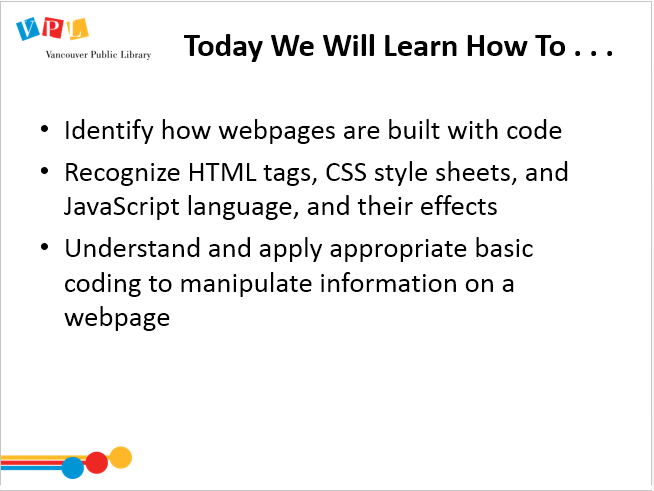 VPL
Vancouver Public Library
Today We Will Learn How To . . .
• Identify how webpages are built with code
• Recognize HTML tags, CSS style sheets, and
JavaScript language, and their effects
• Understand and apply appropriate basic
coding to manipulate information on a
webpage